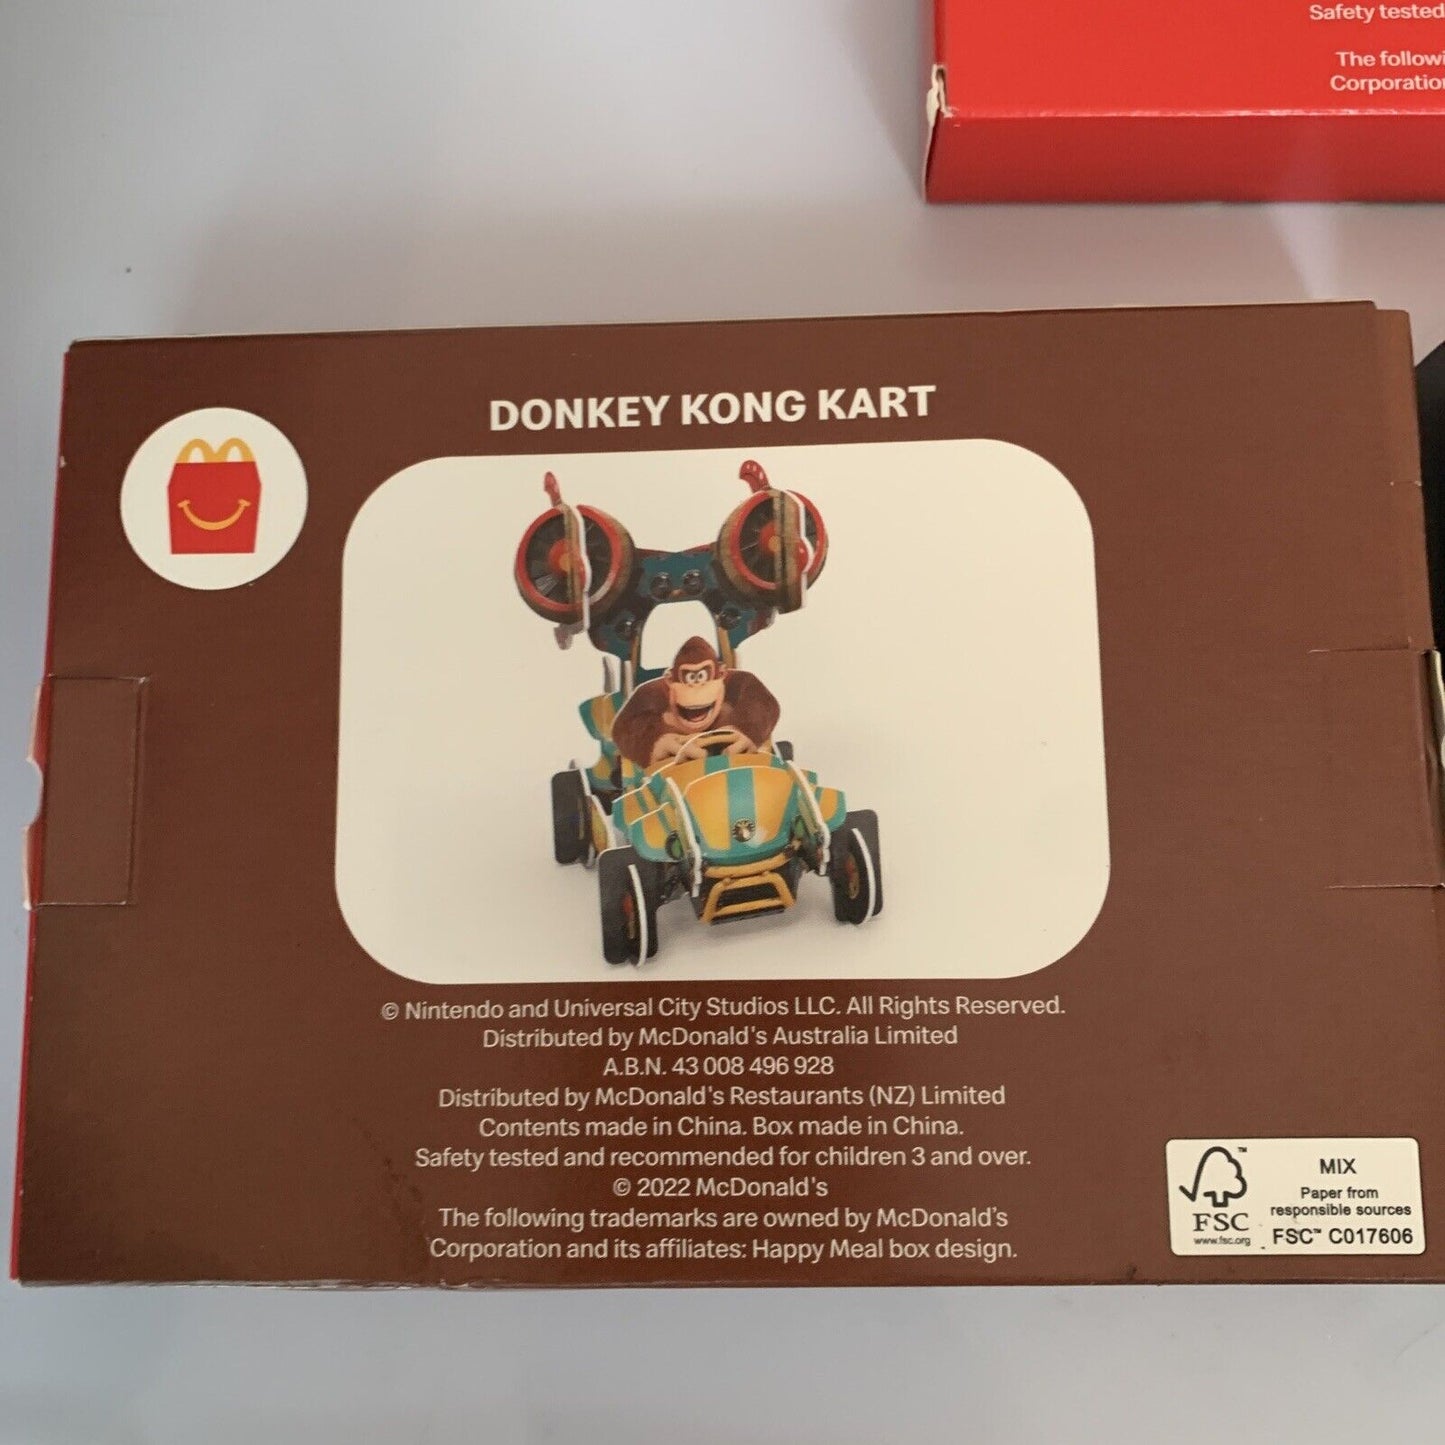 Safety tested
The followi
Corporation
DONKEY KONG KART
© Nintendo and Universal City Studios LLC. All Rights Reserved.
Distributed by McDonald's Australia Limited
A.B.N. 43 008 496 928
Distributed by McDonald's Restaurants (NZ) Limited
Contents made in China. Box made in China.
Safety tested and recommended for children 3 and over.
© 2022 McDonald's
The following trademarks are owned by McDonald's
Corporation and its affiliates: Happy Meal box design.
FSC
www.fsc.org
MIX
Paper from
responsible sources
FSC™ C017606